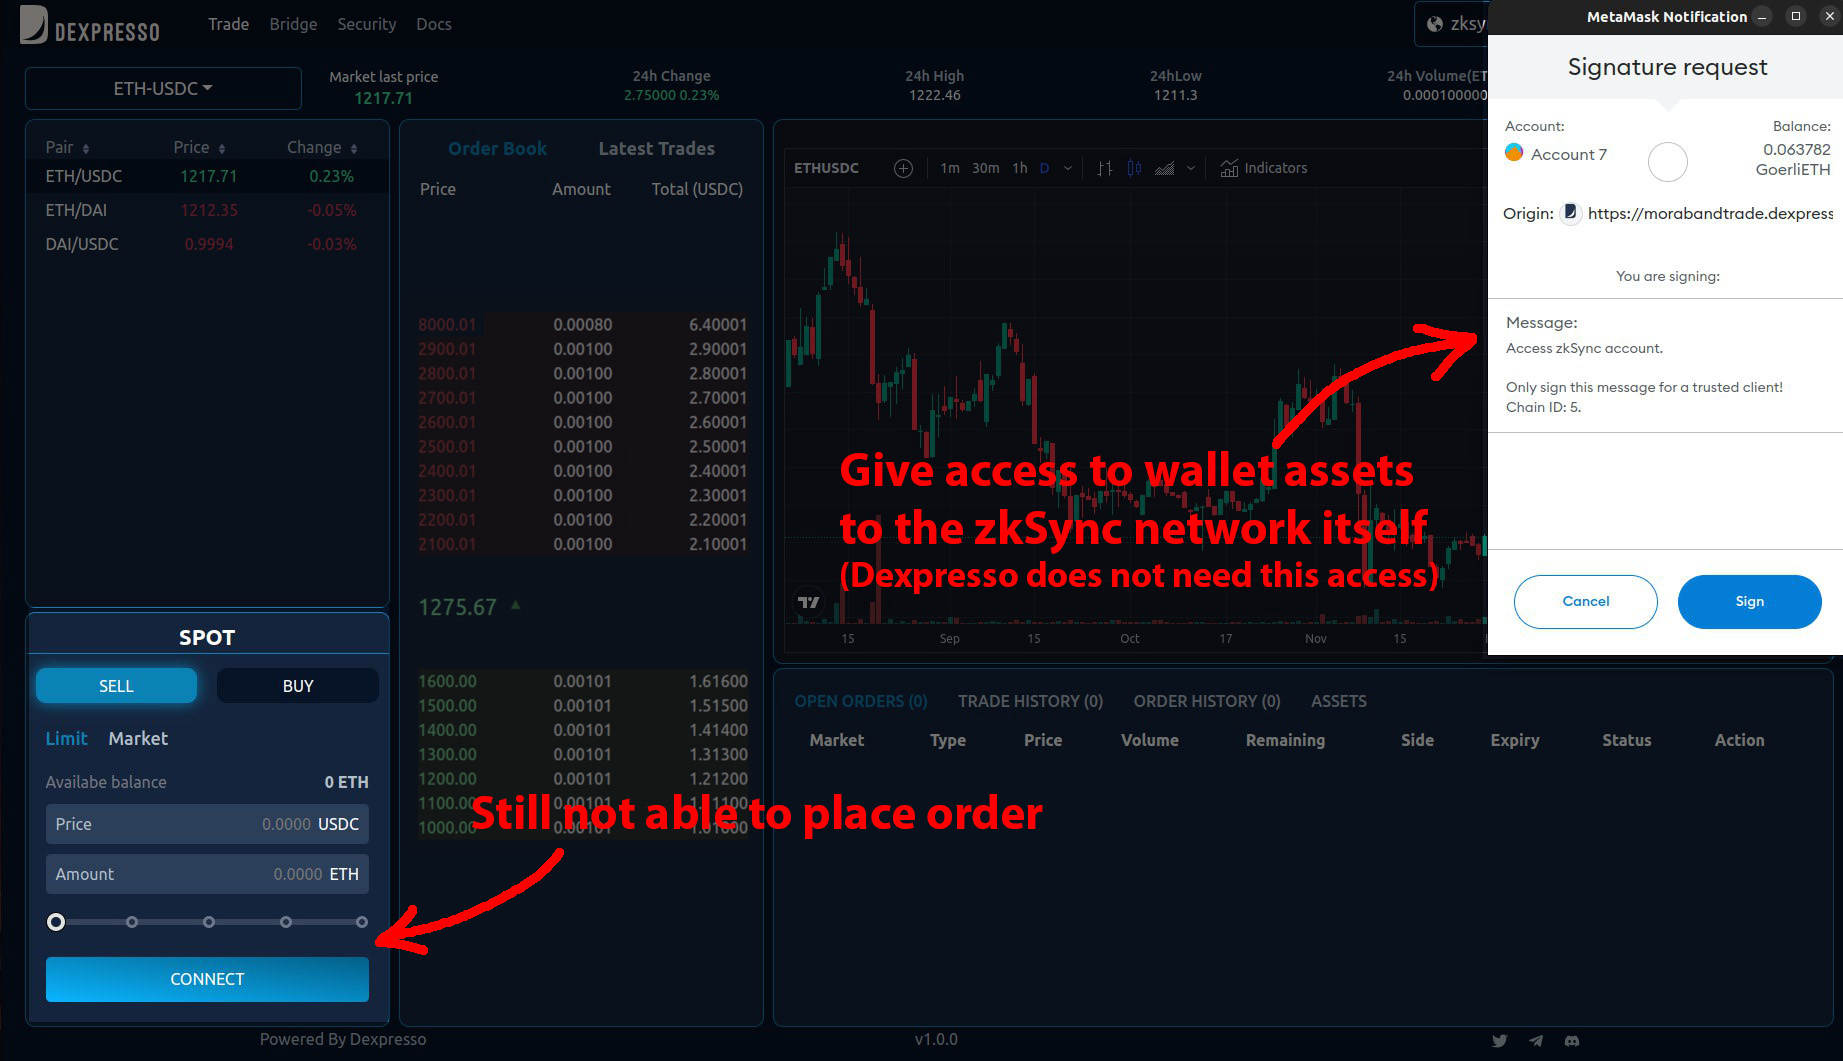 DEXPRESSO
Trade Bridge Security Docs
zksy
MetaMask Notification
Signature request
ETH-USDC
Market last price
1217.71
24h Change
2.75000 0.23%
24h High
1222.46
24hLow
1211.3
24h Volume(ET
0.000100000
Pair Price Change
ETH/USDC 1217.71 0.23%
ETH/DAI 1212.35 -0.05%
DAI/USDC 0.9994 -0.03%
Order Book Latest Trades
Price Amount Total (USDC)
8000.01 0.00080 6.40001
2900.01 0.00100 2.90001
2800.01 0.00100 2.80001
2700.01 0.00100 2.70001
2600.01 0.00100 2.60001
2500.01 0.00100 2.50001
2400.01 0.00100 2.40001
2300.01 0.00100 2.30001
2200.01 0.00100 2.20001
2100.01 0.00100 2.10001
1275.67
1600.00 0.00101 1.61600
1500.00 0.00101 1.51500
1400.00 0.00101 1.41400
1300.00 0.00101 1.31300
1200.00 0.00101 1.21200
1100.00 0.00101 1.11100
1000.00 0.00101 1.01000
ETHUSDC 1m 30m 1h D Indicators
15 Sep 15 Oct 17 Nov 15
Give access to wallet assets
to the zkSync network itself
(Dexpresso does not need this access)
Account:
Account 7
Balance:
0.063782
GoerliETH
Origin: https://morabandtrade.dexpress
You are signing:
Message:
Access zkSync account.
Only sign this message for a trusted client!
Chain ID: 5.
Cancel Sign
SPOT
SELL BUY
Limit Market
Availabe balance 0 ETH
Price 0.0000 USDC
Amount 0.0000 ETH
CONNECT
Still not able to place order
OPEN ORDERS (0) TRADE HISTORY (0) ORDER HISTORY (0) ASSETS
Market Type Price Volume Remaining Side Expiry Status Action
Powered By Dexpresso
v1.0.0